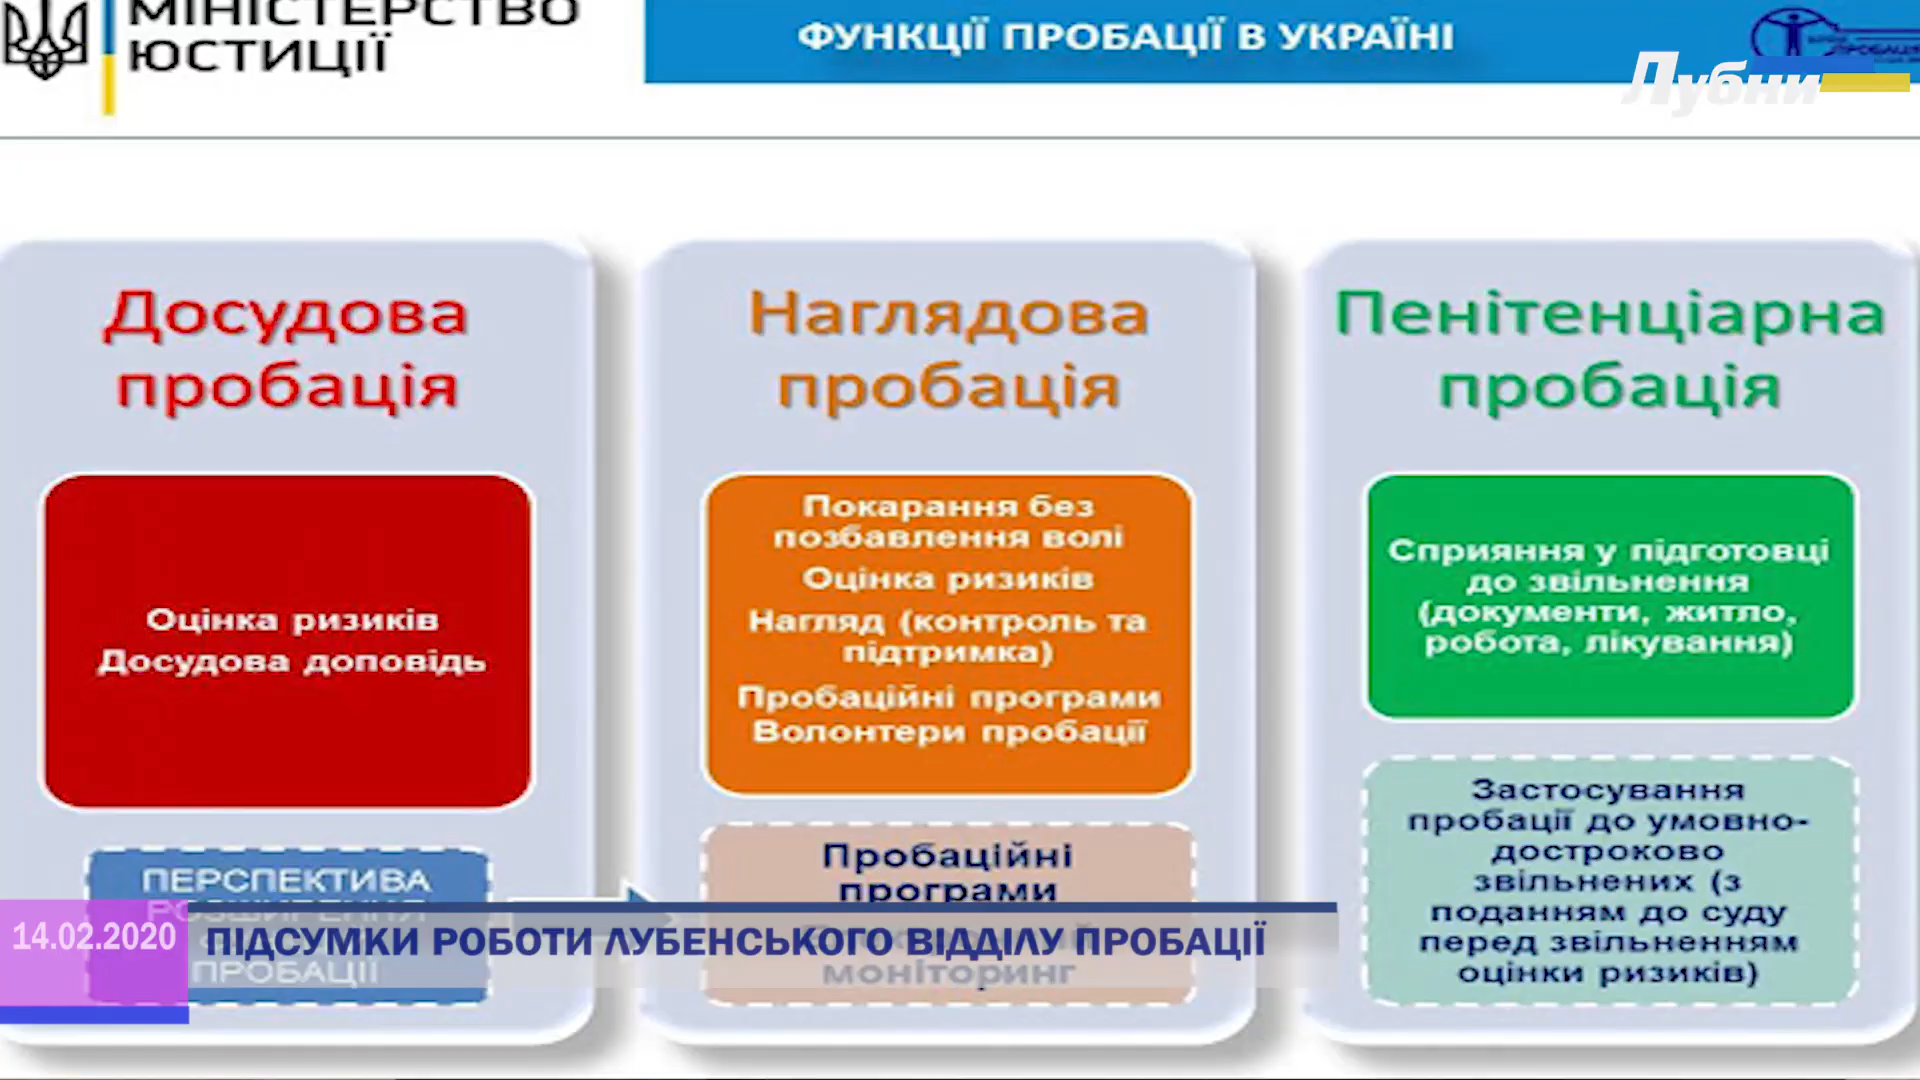 МІНІСТЕРСТВО
ЮСТИЦІЇ
ФУНКЦІЇ ПРОБАЦІЇ В УКРАЇНІ
ПРОБАЦІЯ
Лубни
Досудова
пробація
Оцінка ризиків
Досудова доповідь
ПЕРСПЕКТИВА
РОЗШИРЕННЯ
ПРОБАЦІЇ
Наглядова
пробація
Покарання без
позбавлення волі
Оцінка ризиків
Нагляд (контроль та
підтримка)
Пробаційні програми
Волонтери пробації
Пробаційні
програми
моніторинг
Пенітенціарна
пробація
Сприяння у підготовці
до звільнення
(документи, житло,
робота, лікування)
Застосування
пробації до умовно-
достроково
звільнених (з
поданням до суду
перед звільненням
оцінки ризиків)
14.02.2020
ПІДСУМКИ РОБОТИ ЛУБЕНСЬКОГО ВІДДІЛУ ПРОБАЦІЇ